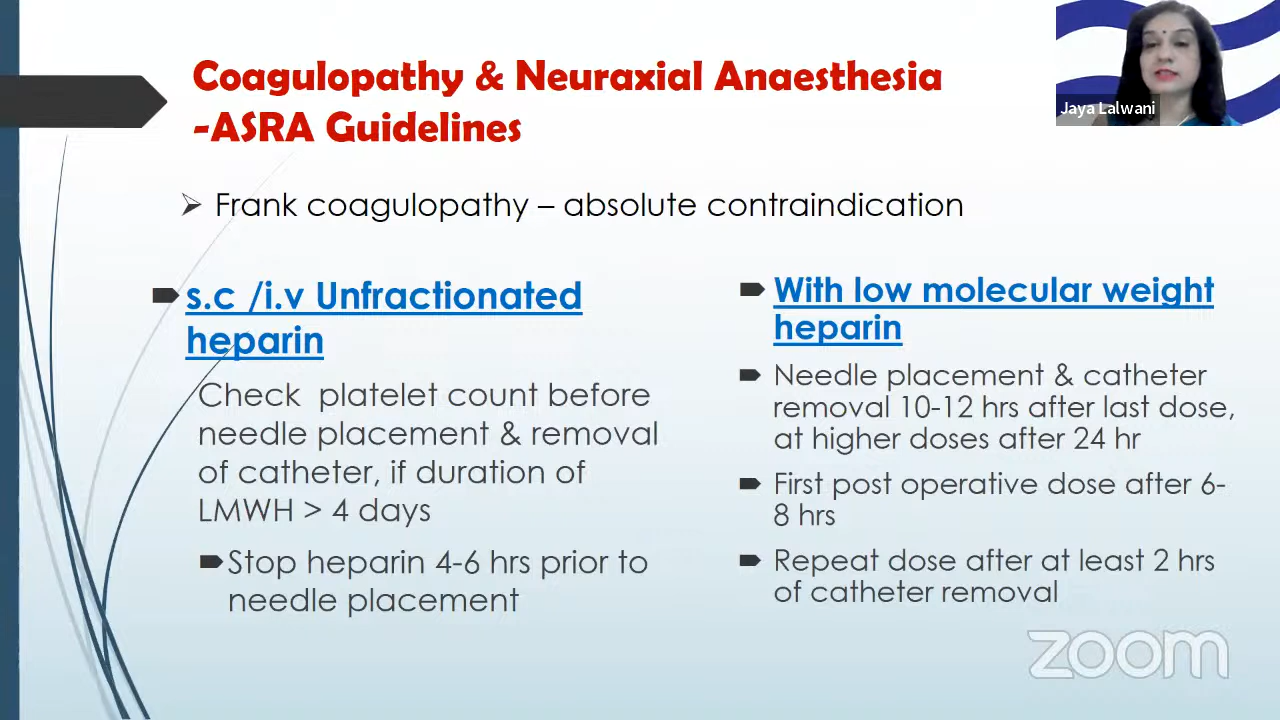 Coagulopathy & Neuraxial Anaesthesia
-ASRA Guidelines
Jaya Lalwani
Frank coagulopathy – absolute contraindication
s.c /i.v Unfractionated
heparin
Check platelet count before
needle placement & removal
of catheter, if duration of
LMWH > 4 days
Stop heparin 4-6 hrs prior to
needle placement
With low molecular weight
heparin
Needle placement & catheter
removal 10-12 hrs after last dose,
at higher doses after 24 hr
First post operative dose after 6-
8 hrs
Repeat dose after at least 2 hrs
of catheter removal
zoom